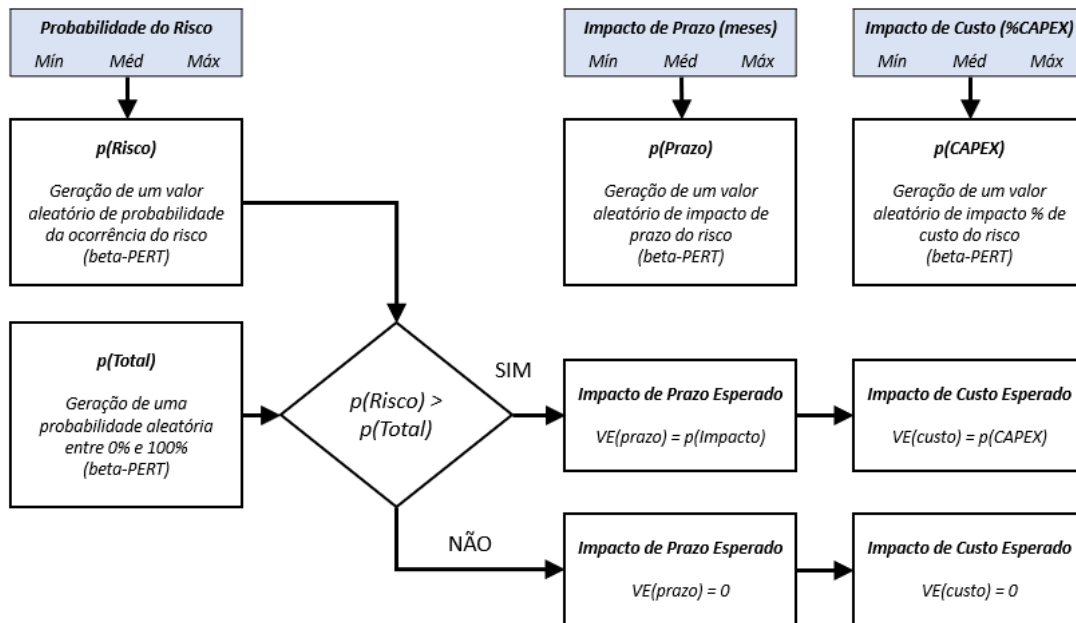 Probabilidade do Risco
Mín Méd Máx
Impacto de Prazo (meses)
Mín Méd Máx
Impacto de Custo (%CAPEX)
Mín Méd Máx
p(Risco)
Geração de um valor
aleatório de probabilidade
da ocorrência do risco
(beta-PERT)
p(Prazo)
Geração de um valor
aleatório de impacto de
prazo do risco
(beta-PERT)
p(CAPEX)
Geração de um valor
aleatório de impacto % de
custo do risco
(beta-PERT)
p(Total)
Geração de uma
probabilidade aleatória
entre 0% e 100%
(beta-PERT)
p(Risco) >
p(Total)
SIM
Impacto de Prazo Esperado
VE(prazo) = p(Impacto)
Impacto de Custo Esperado
VE(custo) = p(CAPEX)
NÃO
Impacto de Prazo Esperado
VE(prazo) = 0
Impacto de Custo Esperado
VE(custo) = 0